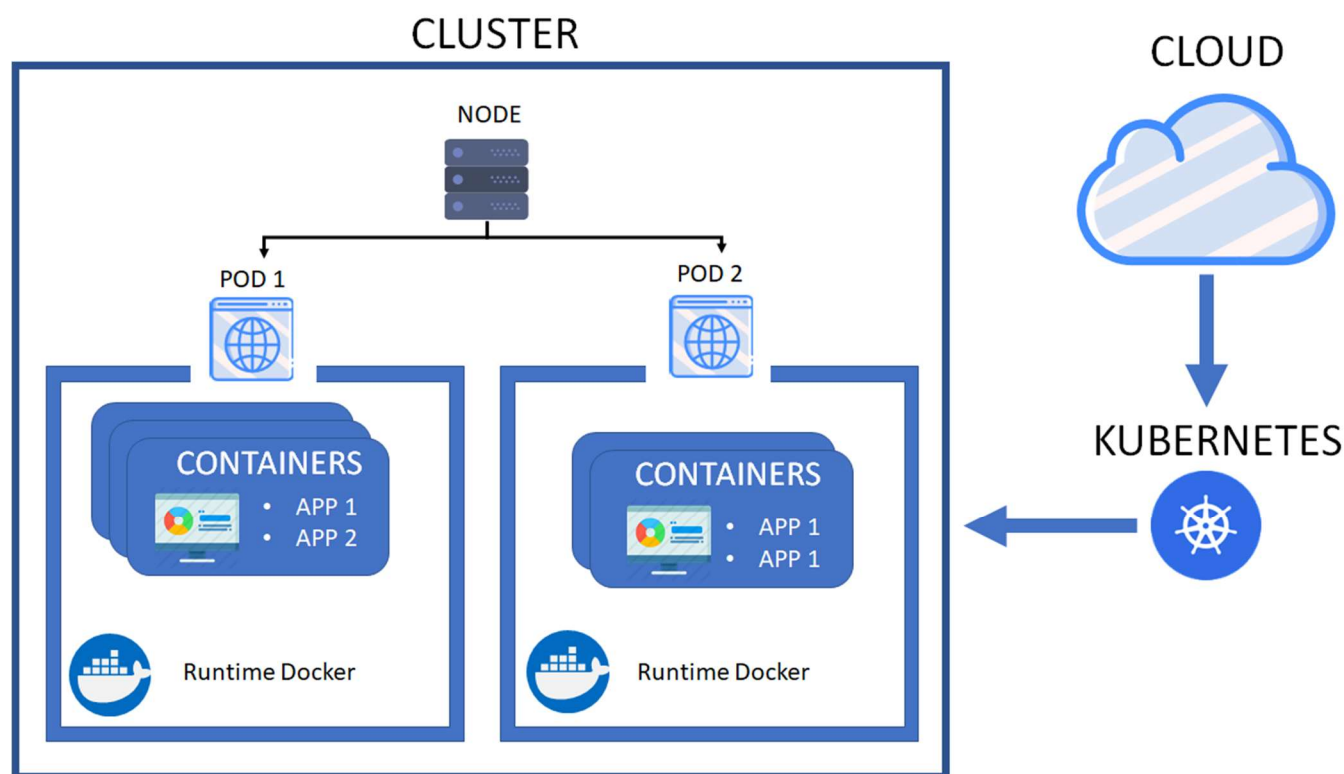 CLUSTER
CLOUD
NODE
POD 1
POD 2
KUBERNETES
CONTAINERS
• APP 1
• APP 2
CONTAINERS
• APP 1
• APP 1
Runtime Docker
Runtime Docker